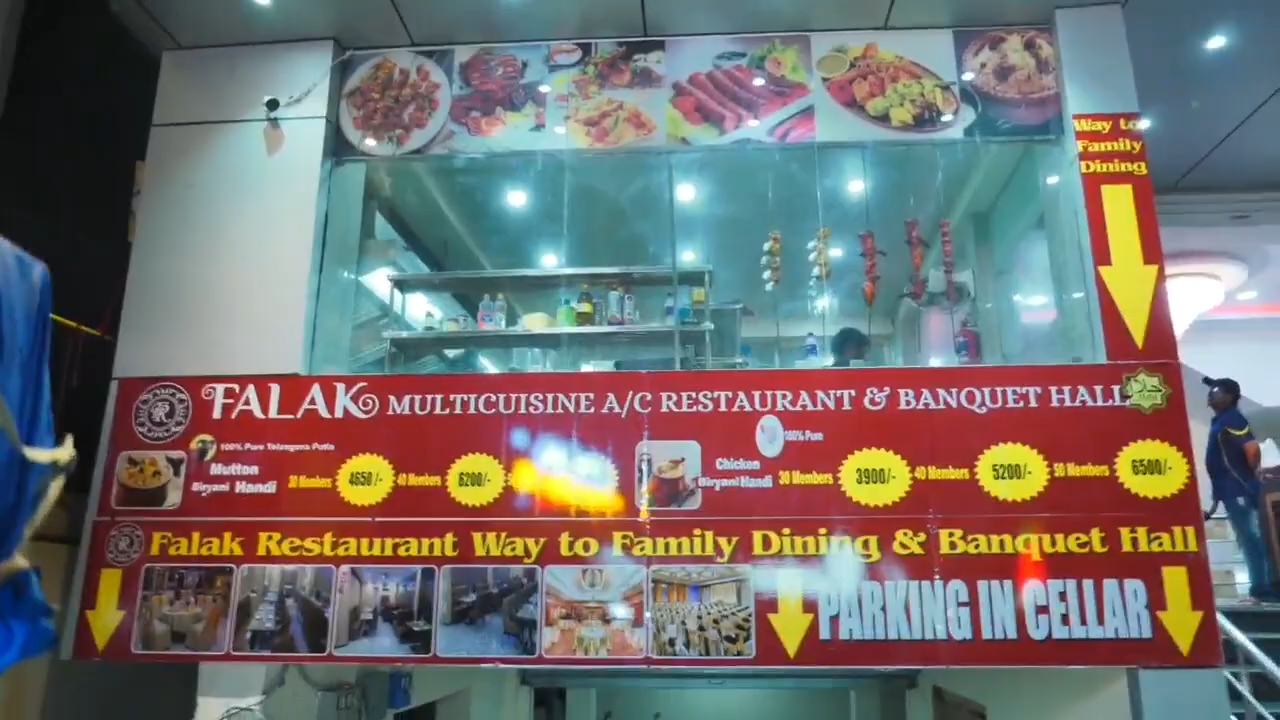 Way to
Family
Dining
FALAK MULTICUISINE A/C RESTAURANT & BANQUET HALL
100% Pure Telangana Potla
100% Pure
Mutton
Biryani Handi
30 Members 4650/- 40 Members 6200/-
Chicken
Biryani Handi
30 Members 3900/- 40 Members 5200/- 50 Members 6500/-
Falak Restaurant Way to Family Dining & Banquet Hall
PARKING IN CELLAR